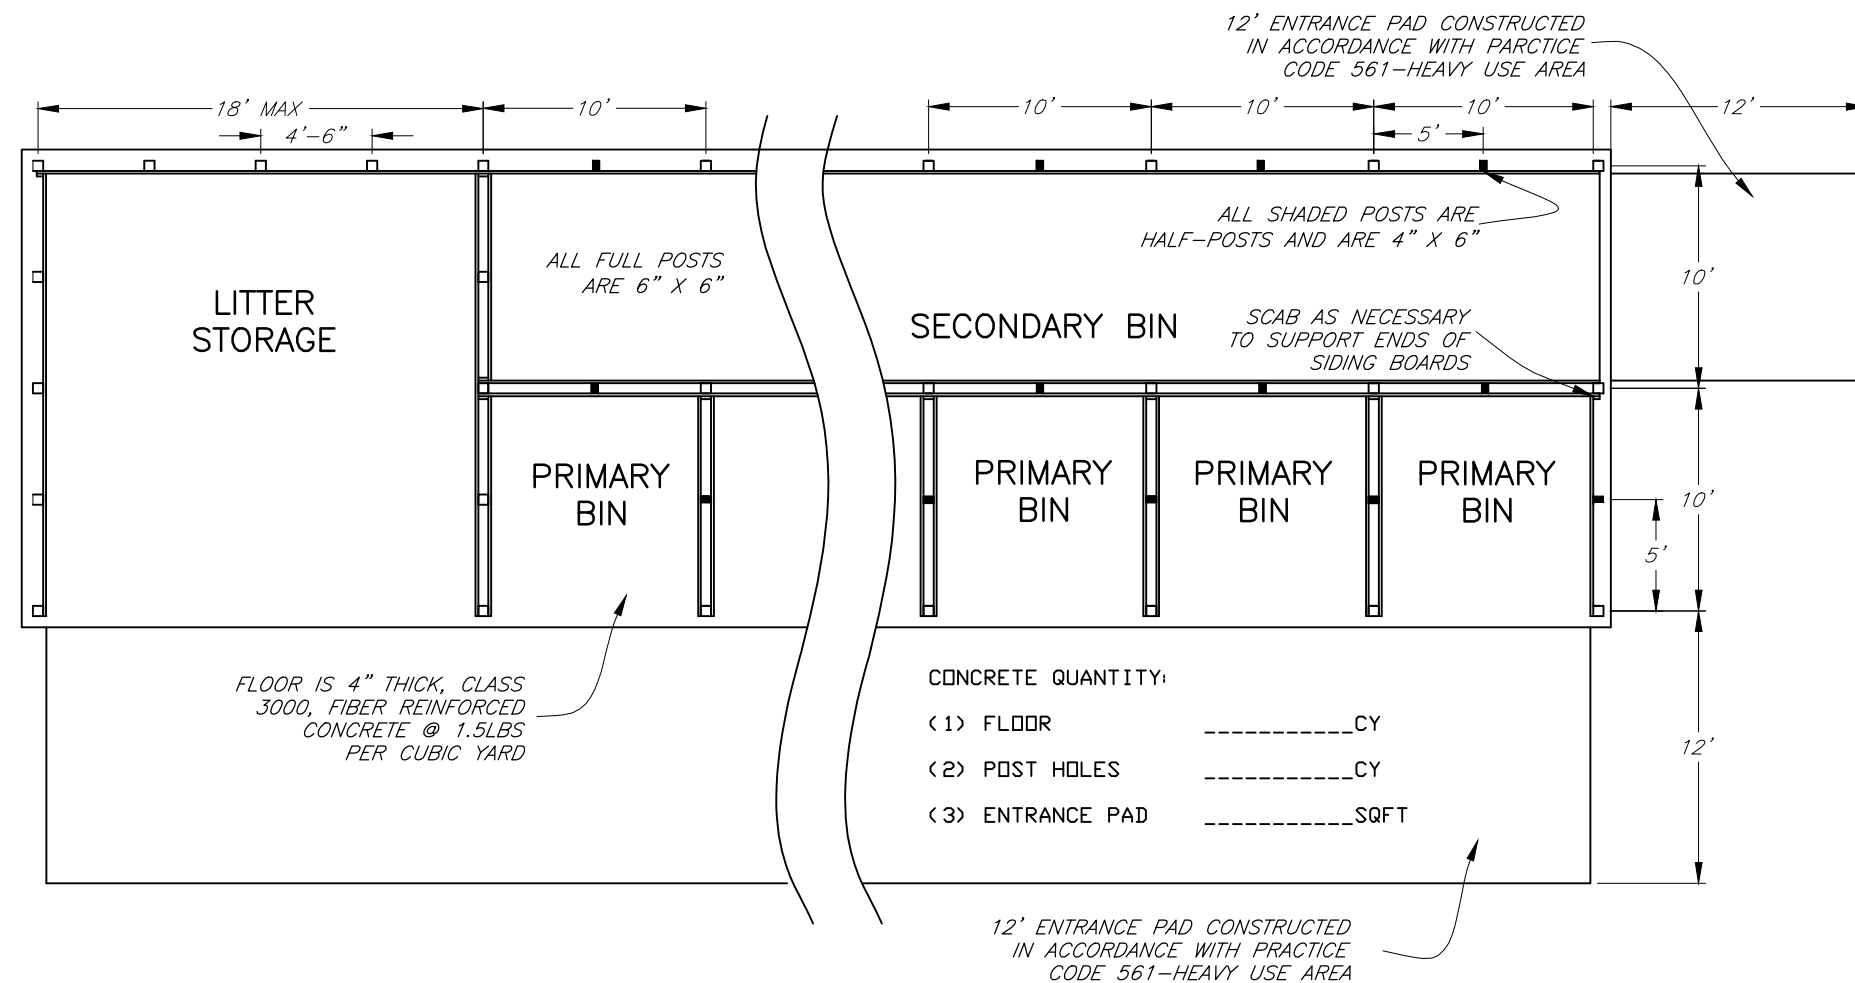 12' ENTRANCE PAD CONSTRUCTED
IN ACCORDANCE WITH PARCTICE
CODE 561-HEAVY USE AREA
18' MAX
10'
10'
10'
10'
12'
4'-6"
5'
ALL SHADED POSTS ARE
HALF-POSTS AND ARE 4" X 6"
ALL FULL POSTS
ARE 6" X 6"
10'
LITTER
STORAGE
SECONDARY BIN
SCAB AS NECESSARY
TO SUPPORT ENDS OF
SIDING BOARDS
PRIMARY
BIN
PRIMARY
BIN
PRIMARY
BIN
PRIMARY
BIN
10'
5'
FLOOR IS 4" THICK, CLASS
3000, FIBER REINFORCED
CONCRETE @ 1.5LBS
PER CUBIC YARD
CONCRETE QUANTITY:
(1) FLOOR ___________CY
(2) POST HOLES ___________CY
(3) ENTRANCE PAD ___________SQFT
12'
12' ENTRANCE PAD CONSTRUCTED
IN ACCORDANCE WITH PRACTICE
CODE 561-HEAVY USE AREA